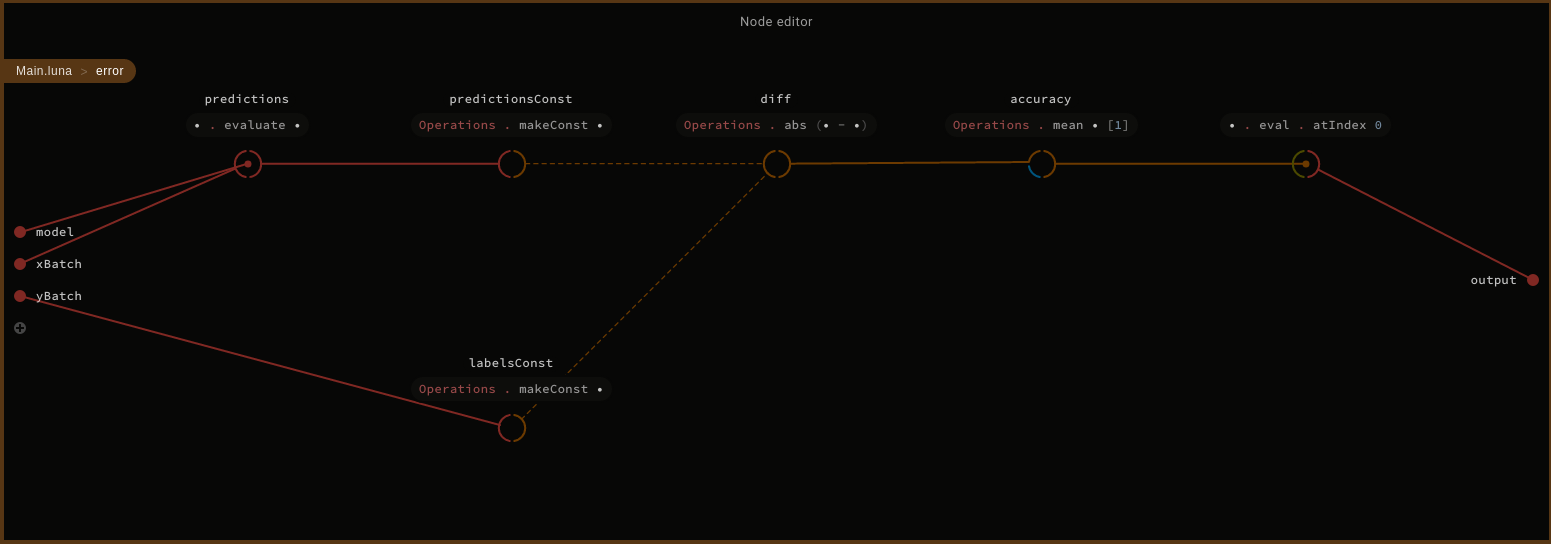 Node editor
Main.luna > error
predictions
• . evaluate •
predictionsConst
Operations . makeConst •
diff
Operations . abs (• − •)
accuracy
Operations . mean • [1]
• . eval . atIndex 0
model
xBatch
yBatch
output
labelsConst
Operations . makeConst •